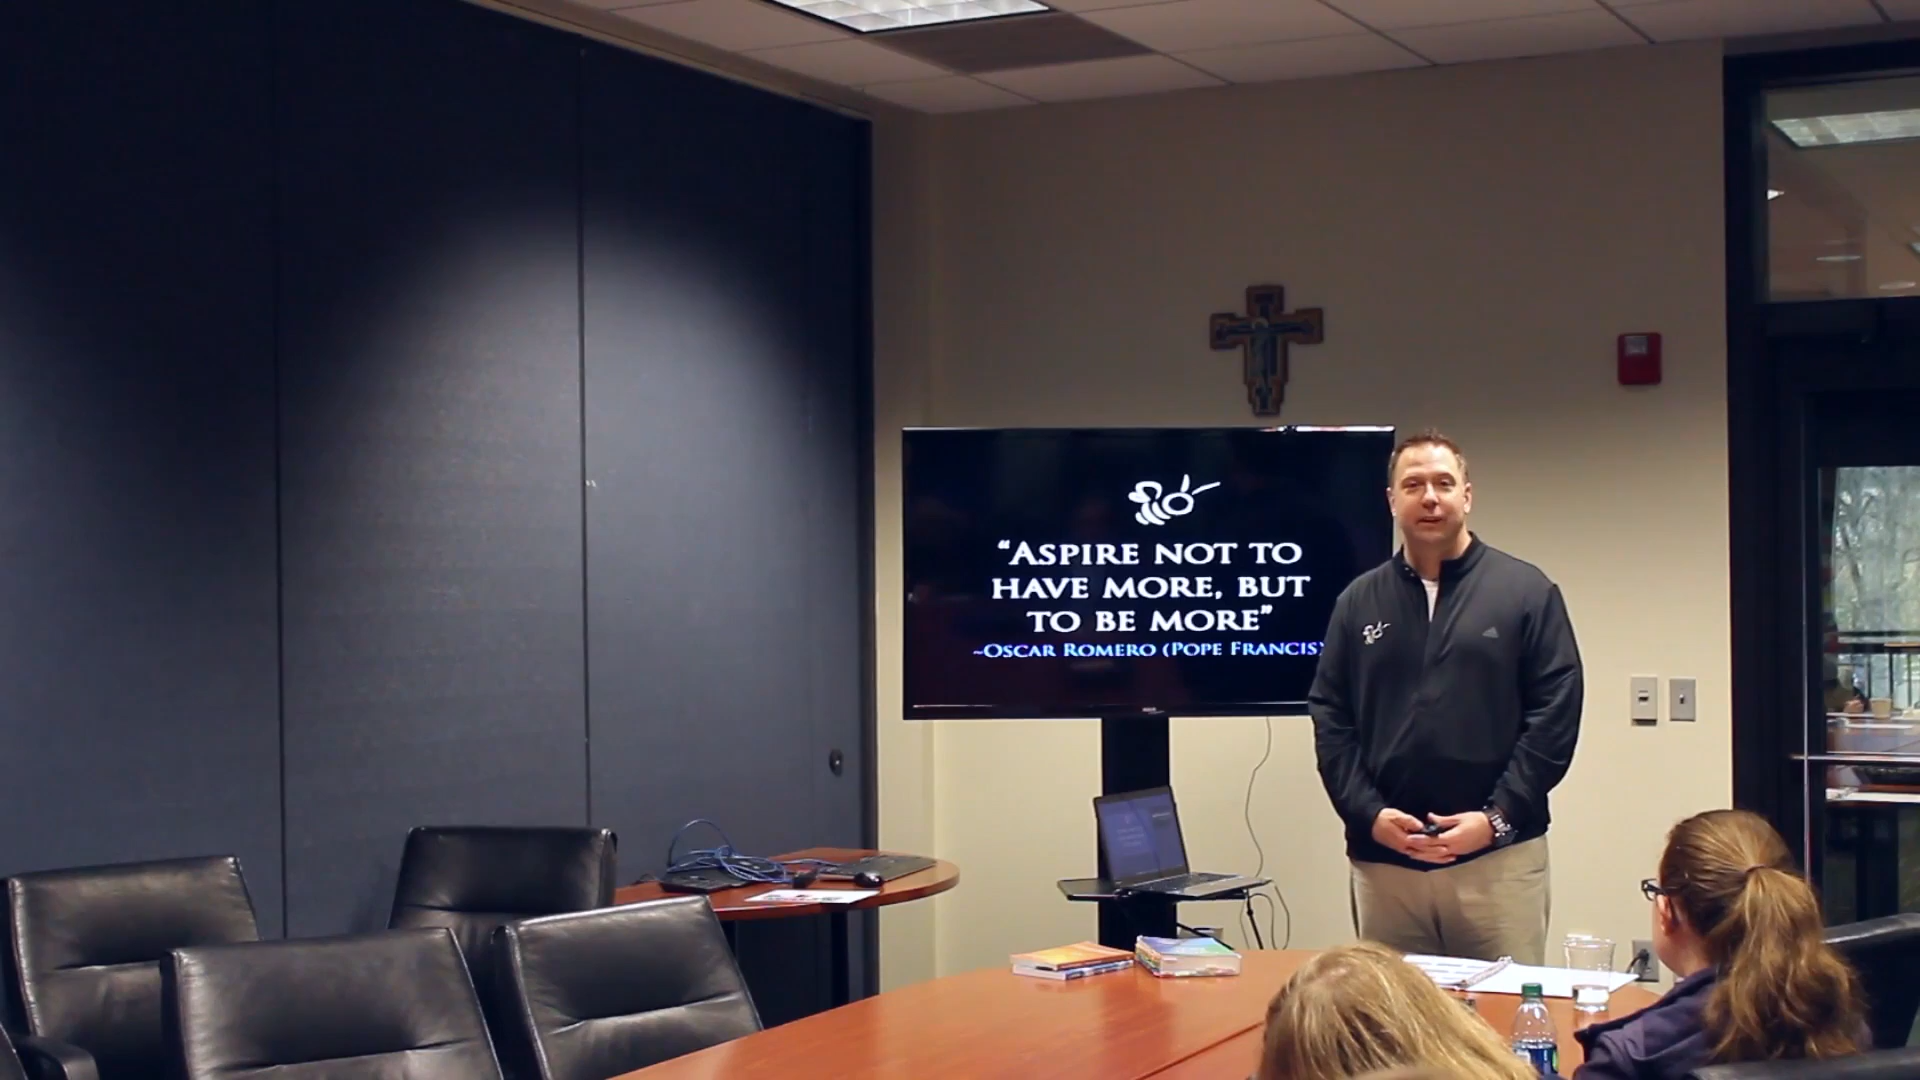 “ASPIRE NOT TO
HAVE MORE, BUT
TO BE MORE”
~OSCAR ROMERO (POPE FRANCIS)